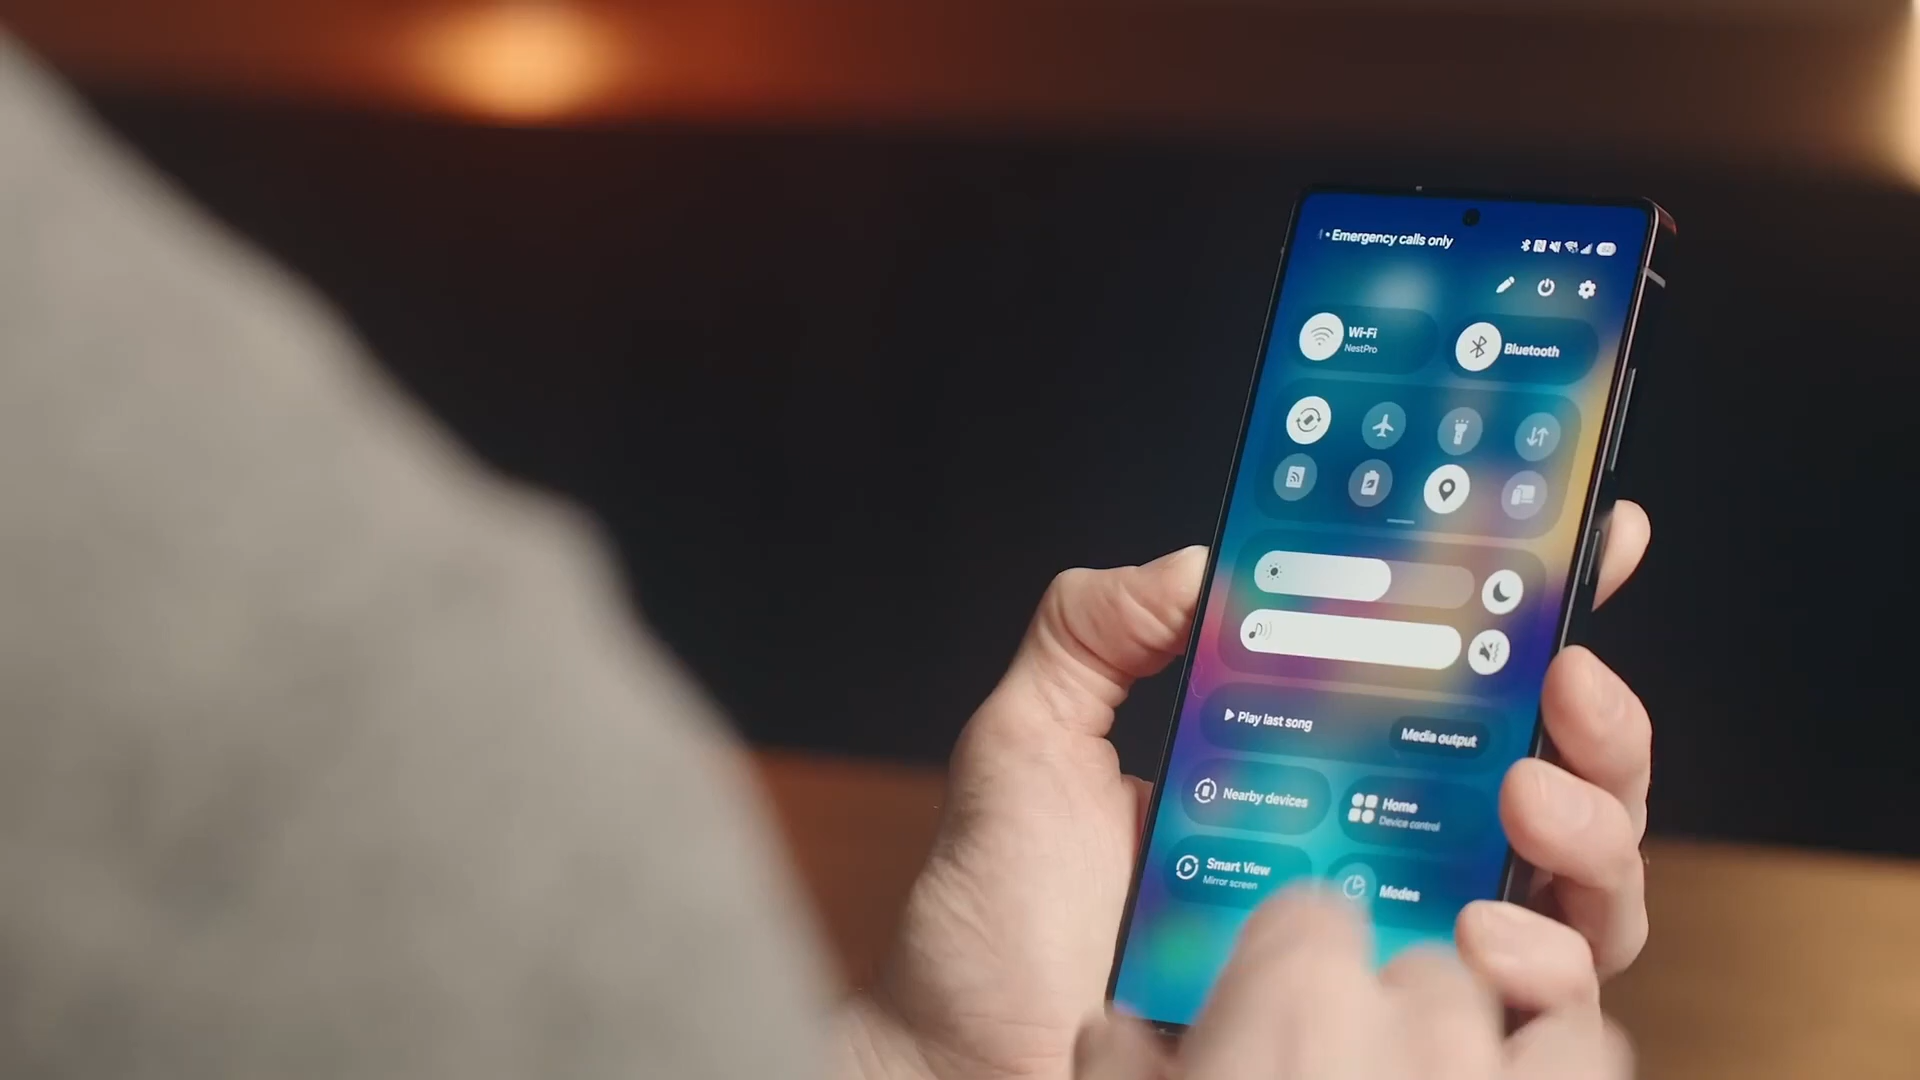 Emergency calls only
Wi-Fi
NestPro
Bluetooth
Play last song
Media output
Nearby devices
Home
Device control
Smart View
Mirror screen
Modes